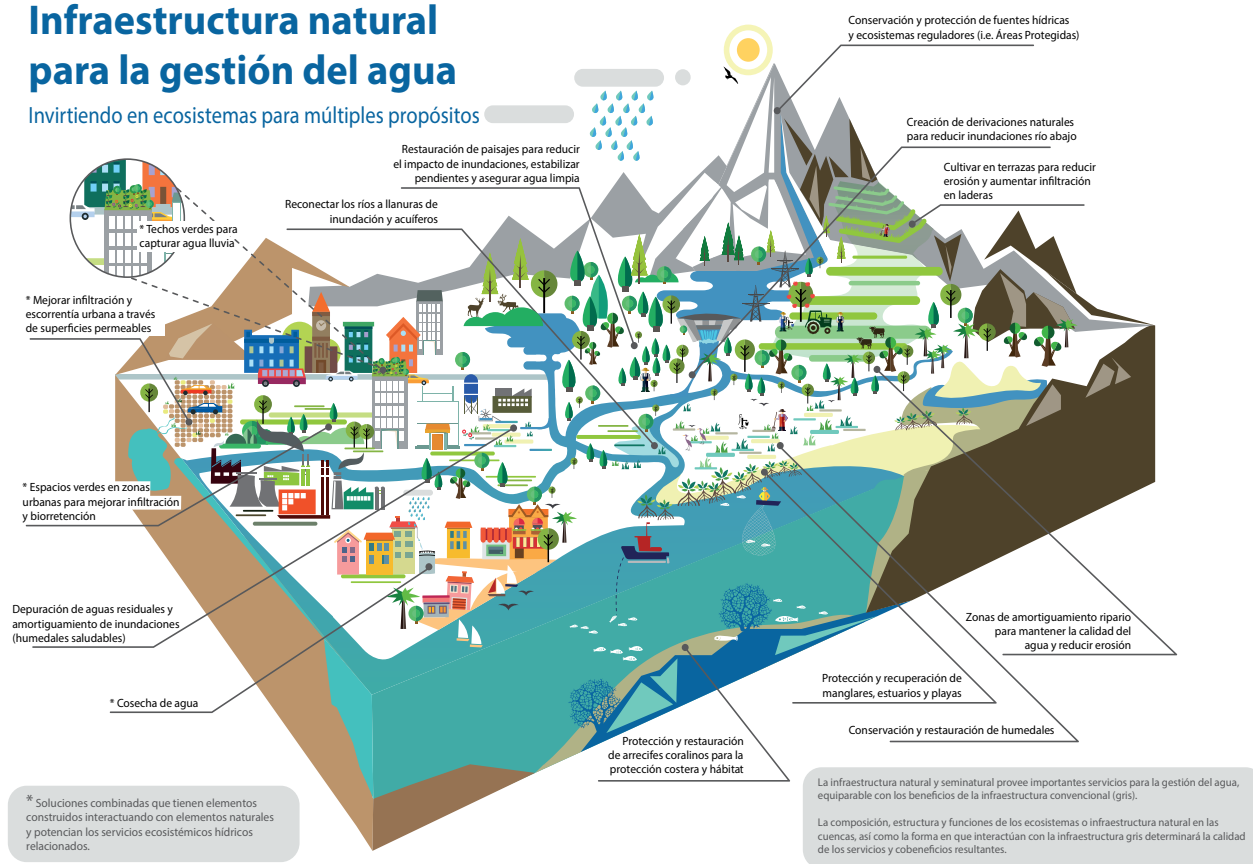 Infraestructura natural
para la gestión del agua
Invirtiendo en ecosistemas para múltiples propósitos
Conservación y protección de fuentes hídricas
y ecosistemas reguladores (i.e. Áreas Protegidas)
Creación de derivaciones naturales
para reducir inundaciones río abajo
Restauración de paisajes para reducir
el impacto de inundaciones, estabilizar
pendientes y asegurar agua limpia
Cultivar en terrazas para reducir
erosión y aumentar infiltración
en laderas
Reconectar los ríos a llanuras de
inundación y acuíferos
* Techos verdes para
capturar agua lluvia
* Mejorar infiltración y
escorrentía urbana a través
de superficies permeables
* Espacios verdes en zonas
urbanas para mejorar infiltración
y biorretención
Depuración de aguas residuales y
amortiguamiento de inundaciones
(humedales saludables)
Zonas de amortiguamiento ripario
para mantener la calidad del
agua y reducir erosión
Protección y recuperación de
manglares, estuarios y playas
* Cosecha de agua
Conservación y restauración de humedales
Protección y restauración
de arrecifes coralinos para la
protección costera y hábitat
* Soluciones combinadas que tienen elementos
construidos interactuando con elementos naturales
y potencian los servicios ecosistémicos hídricos
relacionados.
La infraestructura natural y seminatural provee importantes servicios para la gestión del agua,
equiparable con los beneficios de la infraestructura convencional (gris).
La composición, estructura y funciones de los ecosistemas o infraestructura natural en las
cuencas, así como la forma en que interactúan con la infraestructura gris determinará la calidad
de los servicios y cobeneficios resultantes.